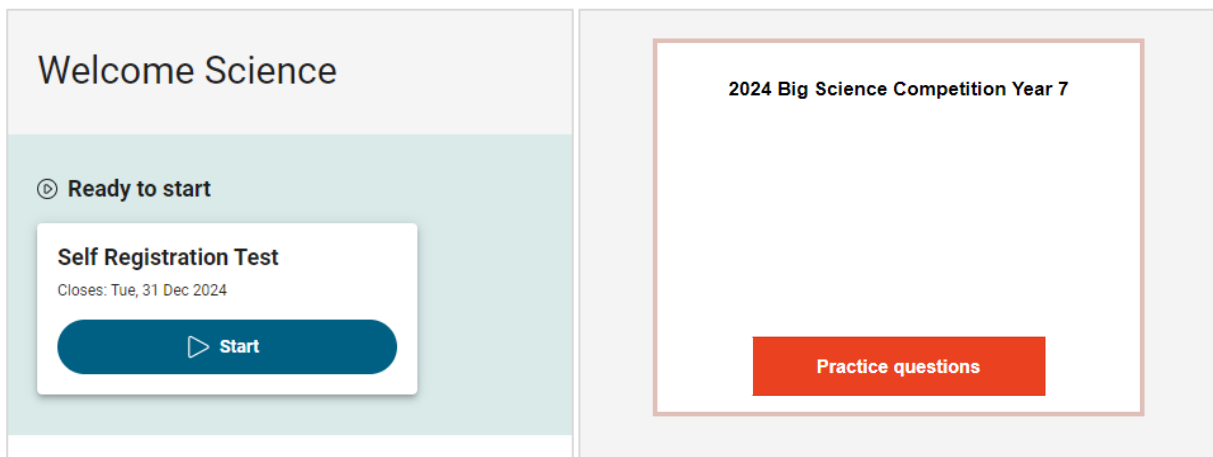 Welcome Science
Ready to start
Self Registration Test
Closes: Tue, 31 Dec 2024
Start
2024 Big Science Competition Year 7
Practice questions